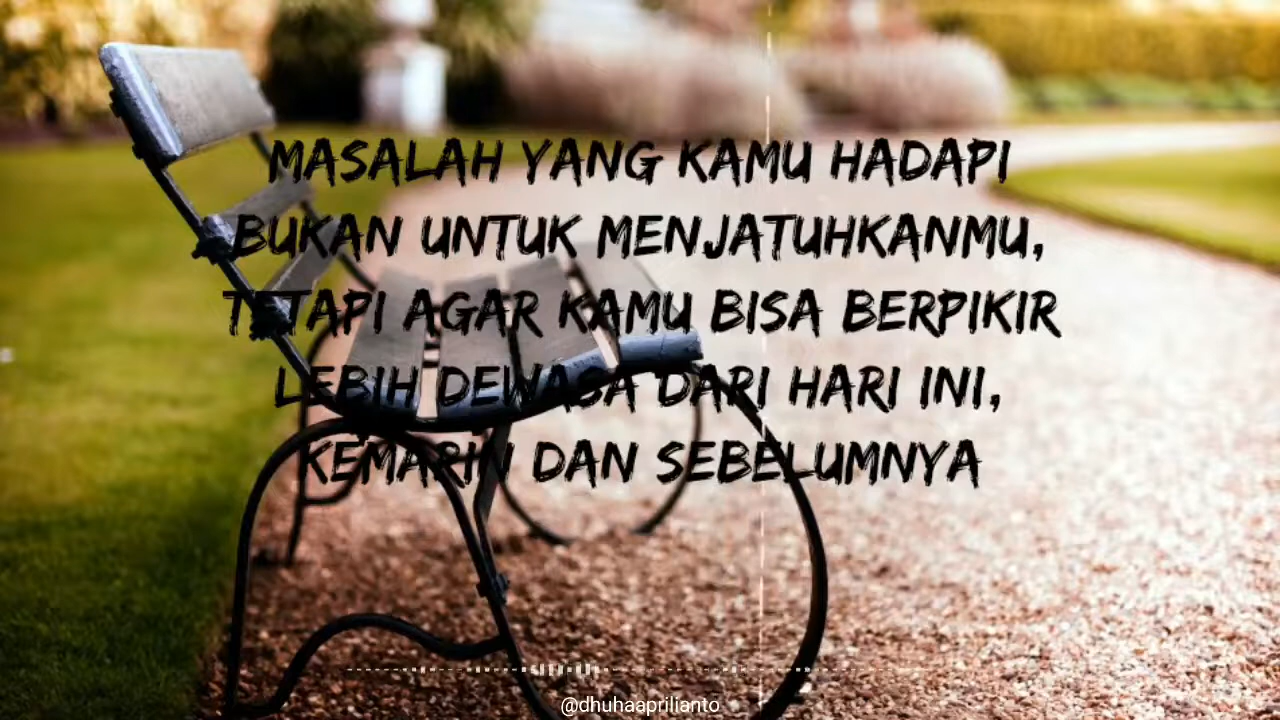 MASALAH YANG KAMU HADAPI
BUKAN UNTUK MENJATUHKANMU,
TETAPI AGAR KAMU BISA BERPIKIR
LEBIH DEWASA DARI HARI INI,
KEMARIN DAN SEBELUMNYA
@dhuhaaprilianto